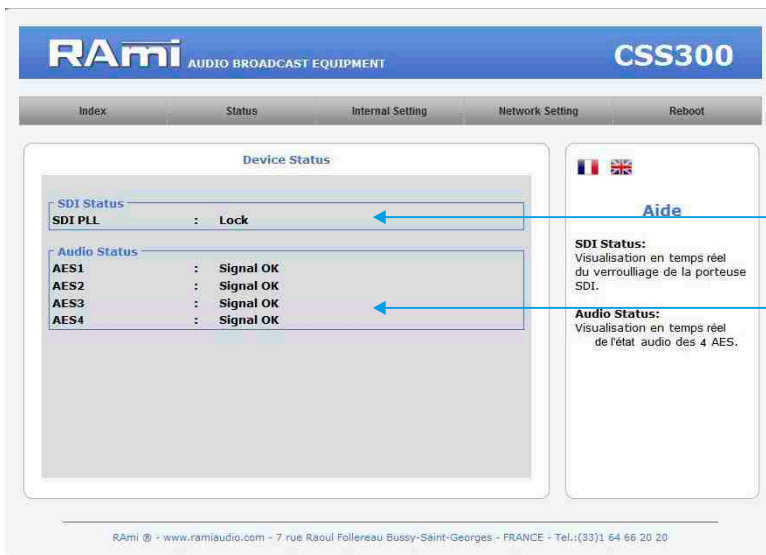 RAmi AUDIO BROADCAST EQUIPMENT
CSS300
Index Status Internal Setting Network Setting Reboot
Device Status
SDI Status
SDI PLL : Lock
Audio Status
AES1 : Signal OK
AES2 : Signal OK
AES3 : Signal OK
AES4 : Signal OK
Aide
SDI Status:
Visualisation en temps réel
du verroulliage de la porteuse
SDI.
Audio Status:
Visualisation en temps réel
de l'état audio des 4 AES.
RAmi ® - www.ramiaudio.com - 7 rue Raoul Follereau Bussy-Saint-Georges - FRANCE - Tel.:(33)1 64 66 20 20